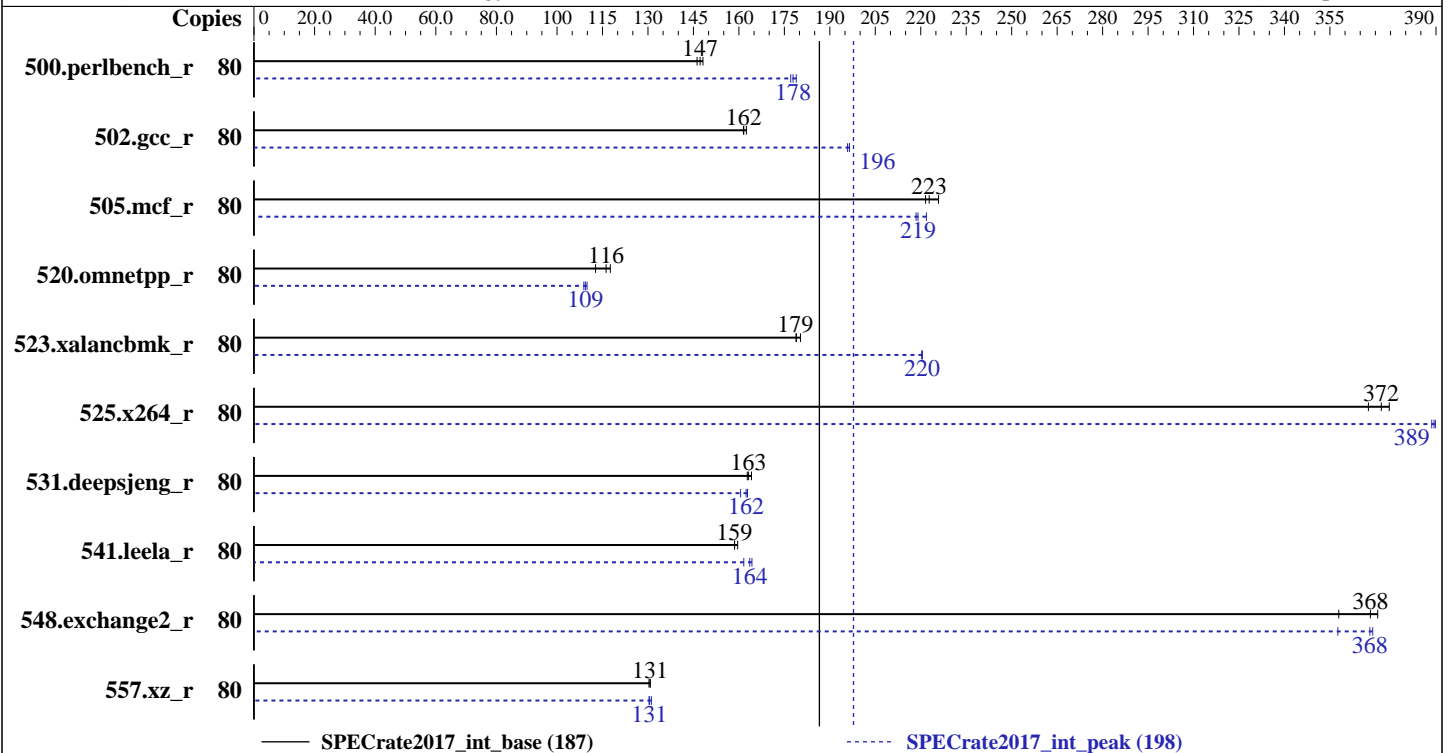 Copies 0 20.0 40.0 60.0 80.0 100 115 130 145 160 175 190 205 220 235 250 265 280 295 310 325 340 355 390
147
500.perlbench_r 80
178
162
502.gcc_r 80
196
223
505.mcf_r 80
219
116
520.omnetpp_r 80
109
179
523.xalancbmk_r 80
220
372
525.x264_r 80
389
163
531.deepsjeng_r 80
162
159
541.leela_r 80
164
368
548.exchange2_r 80
368
131
557.xz_r 80
131
SPECrate2017_int_base (187) SPECrate2017_int_peak (198)